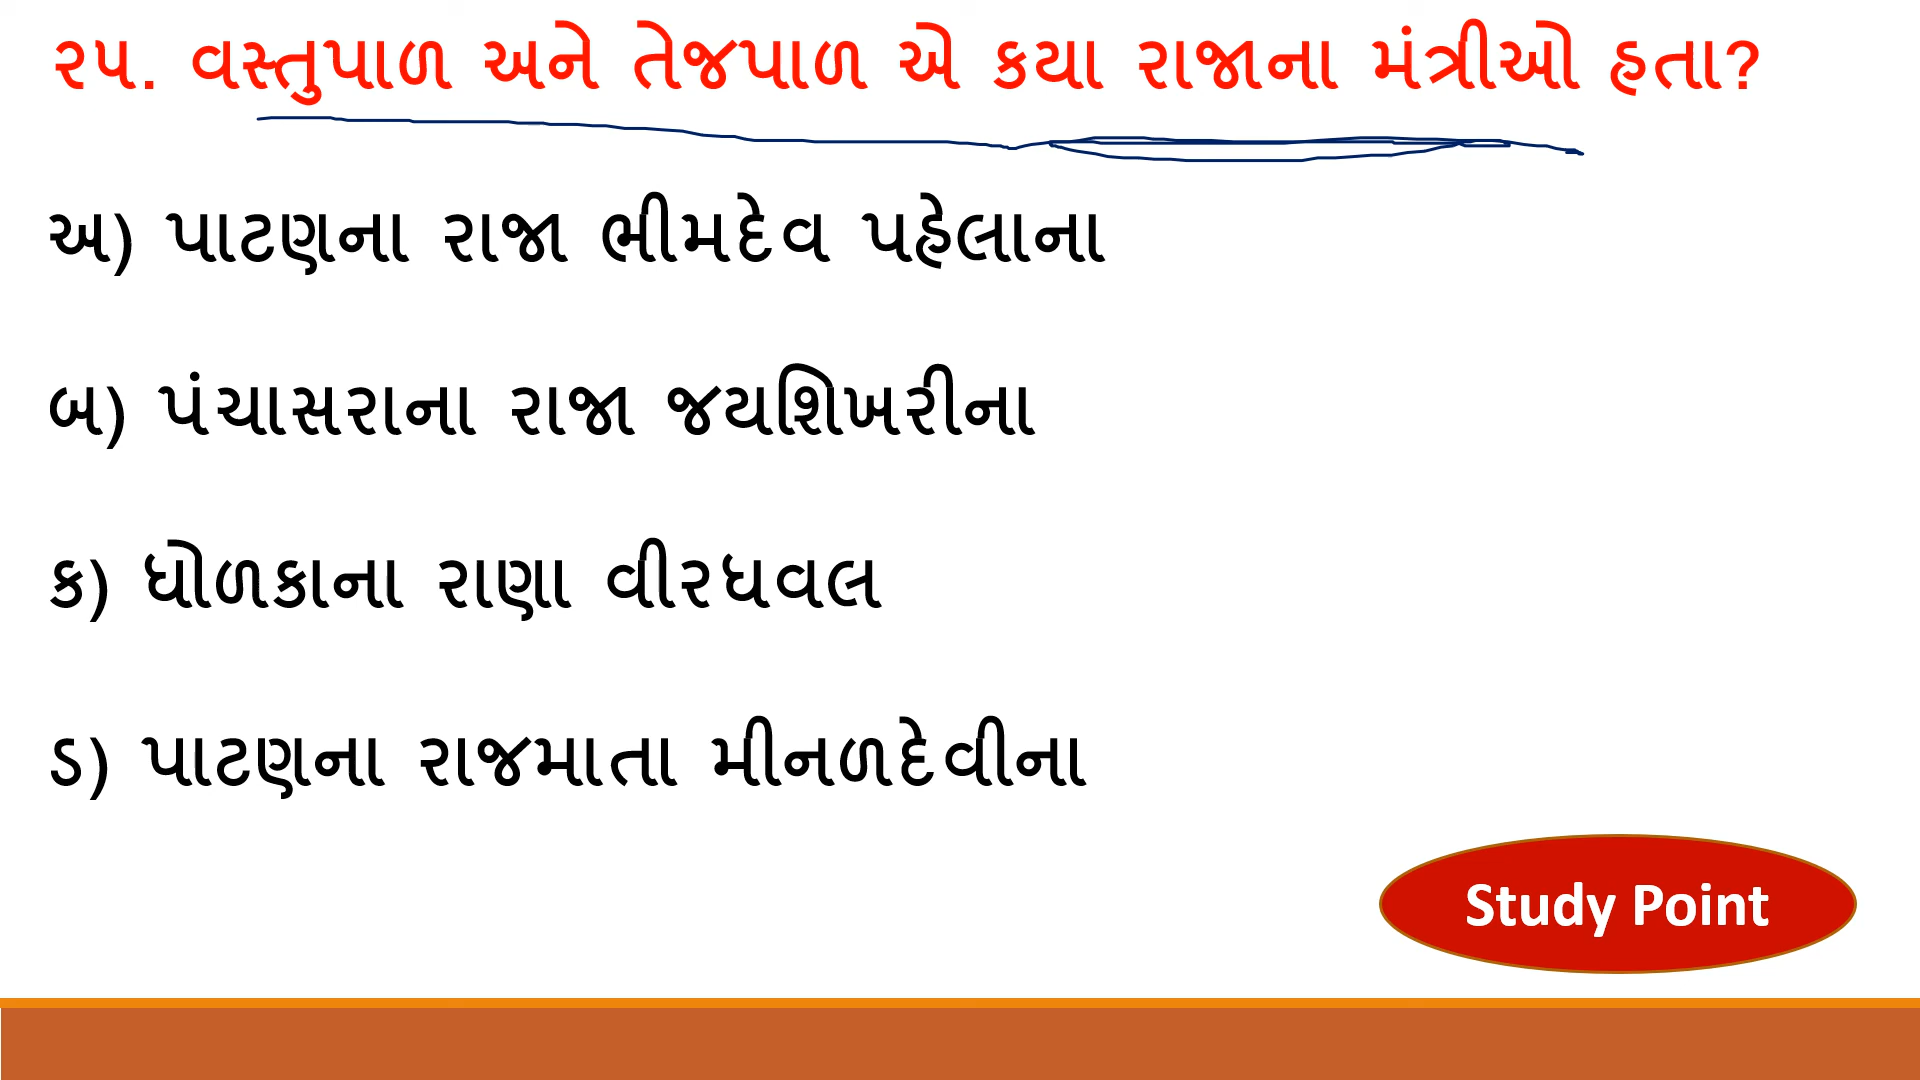 ૨૫. વસ્તુપાળ અને તેજપાળ એ કયા રાજાના મંત્રીઓ હતા?
અ) પાટણના રાજા ભીમદેવ પહેલાના
બ) પંચાસરાના રાજા જયશિખરીના
ક) ધોળકાના રાણા વીરધવલ
ડ) પાટણના રાજમાતા મીનળદેવીના
Study Point